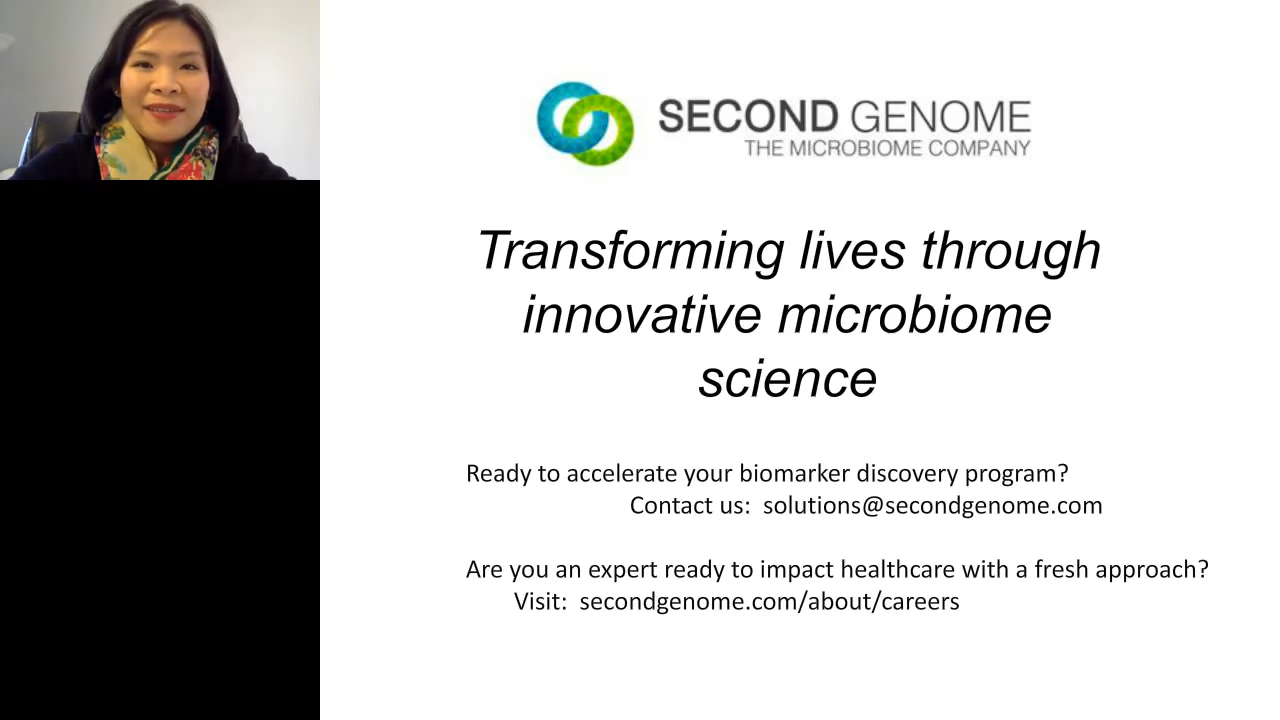 SECOND GENOME
THE MICROBIOME COMPANY
Transforming lives through
innovative microbiome
science
Ready to accelerate your biomarker discovery program?
Contact us:  solutions@secondgenome.com
Are you an expert ready to impact healthcare with a fresh approach?
Visit:  secondgenome.com/about/careers